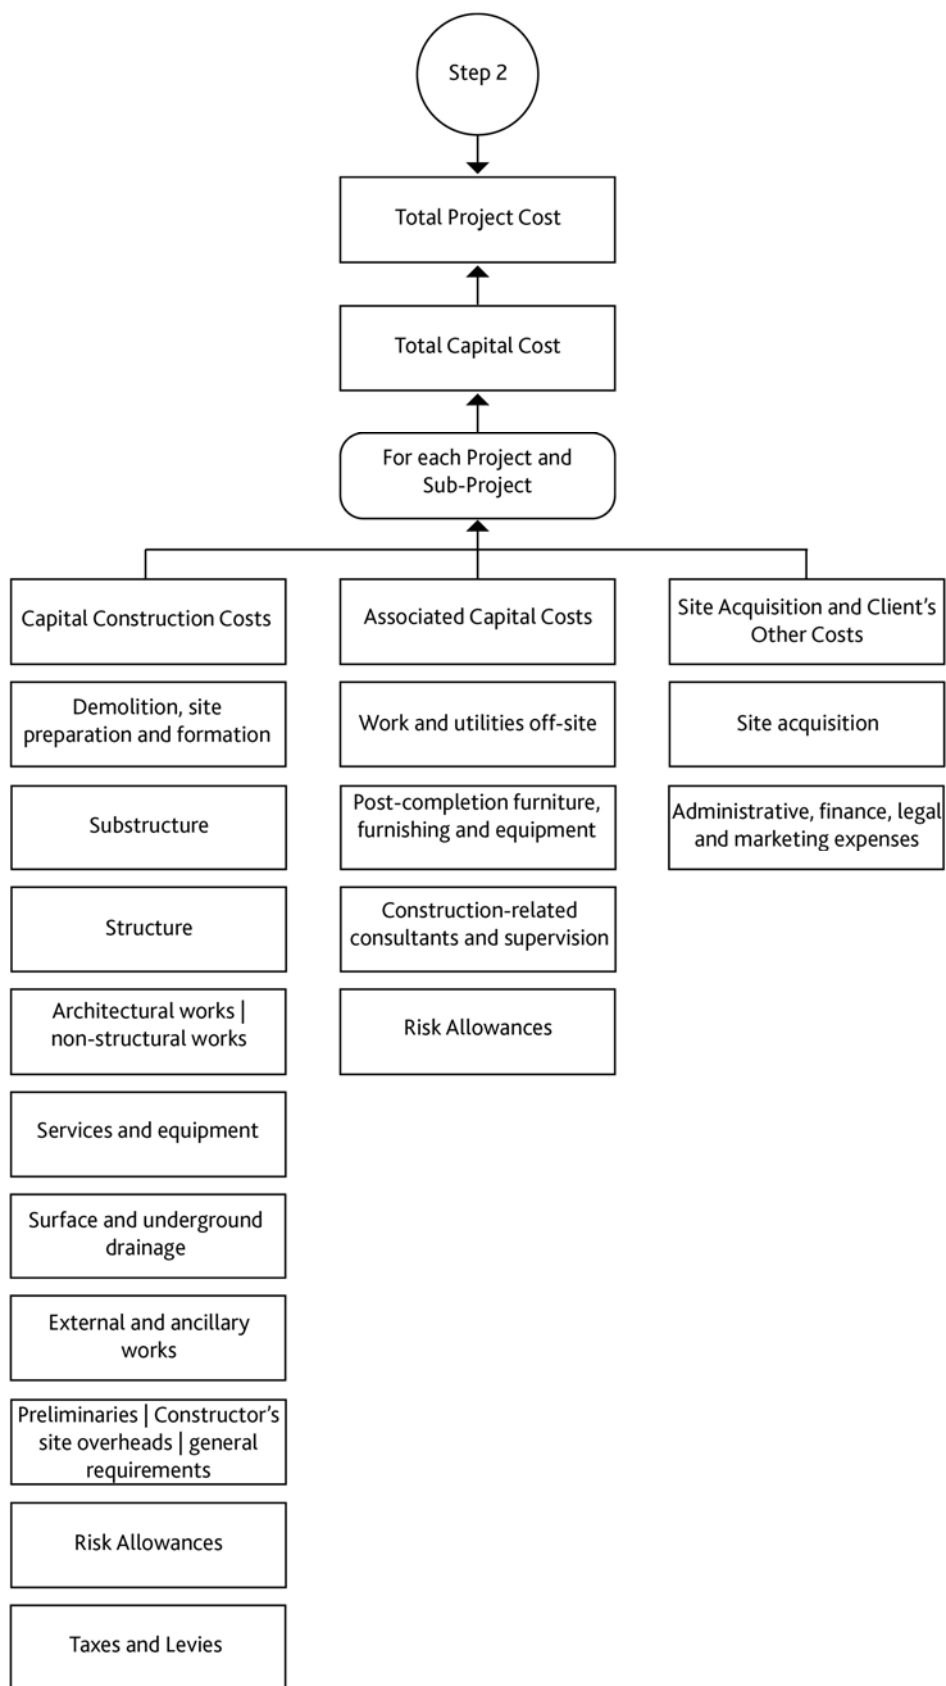 Step 2
Total Project Cost
Total Capital Cost
For each Project and
Sub-Project
Capital Construction Costs
Associated Capital Costs
Site Acquisition and Client's
Other Costs
Demolition, site
preparation and formation
Work and utilities off-site
Site acquisition
Substructure
Post-completion furniture,
furnishing and equipment
Administrative, finance, legal
and marketing expenses
Structure
Construction-related
consultants and supervision
Architectural works |
non-structural works
Risk Allowances
Services and equipment
Surface and underground
drainage
External and ancillary
works
Preliminaries | Constructor's
site overheads | general
requirements
Risk Allowances
Taxes and Levies